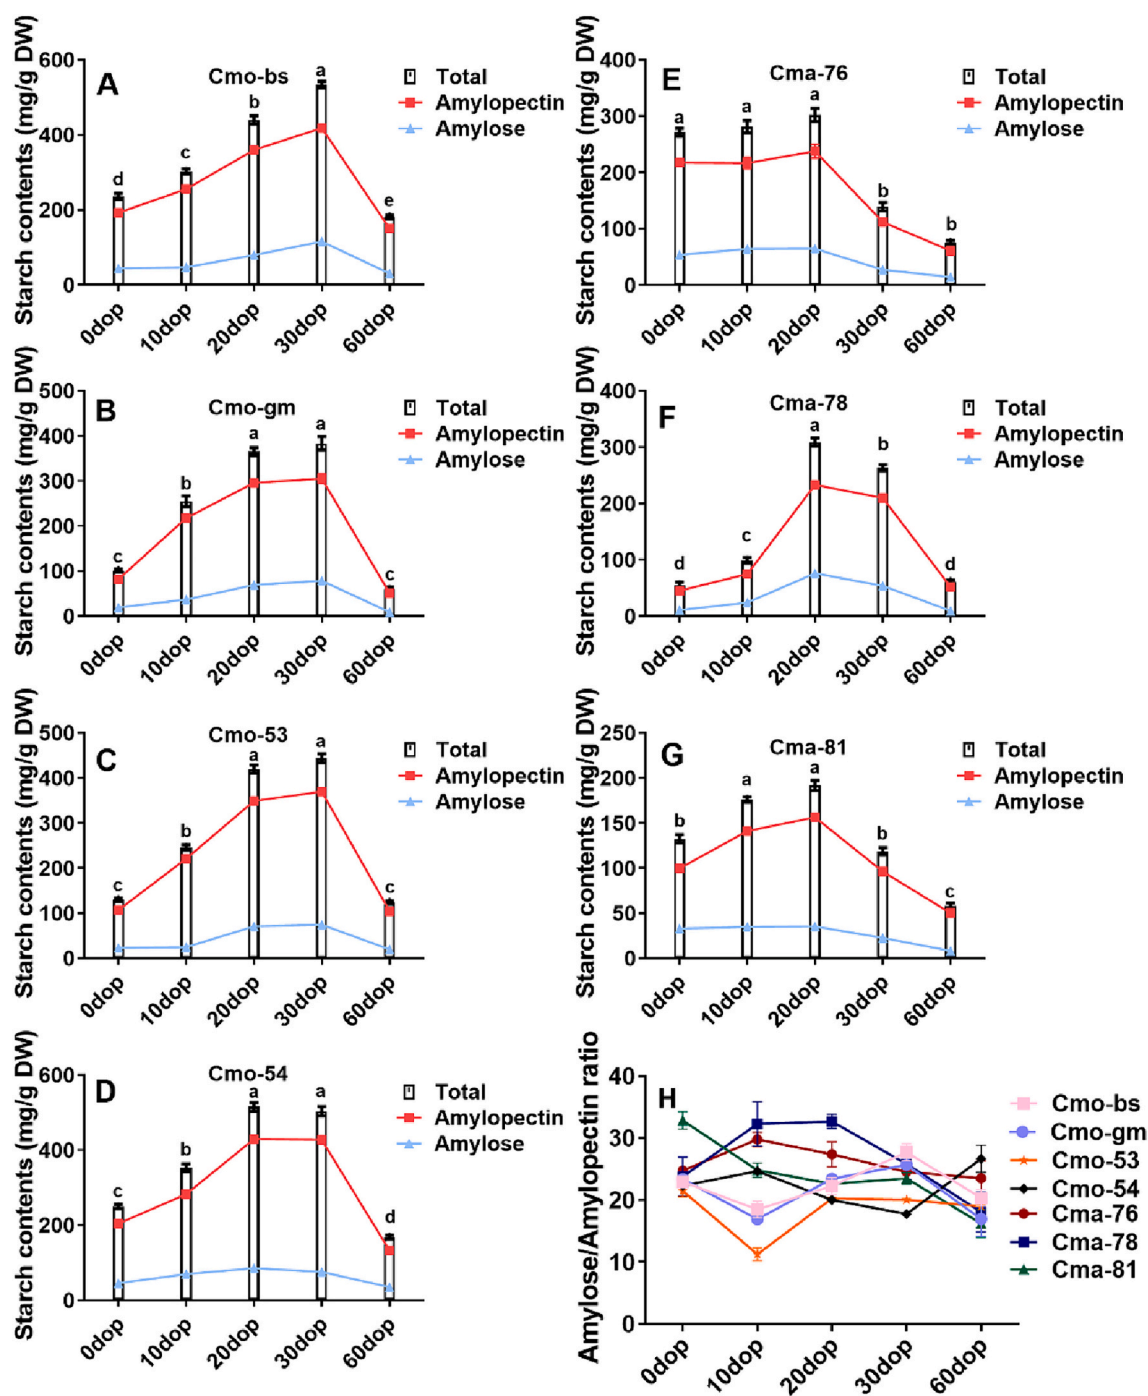 A
Cmo-bs
Starch contents (mg/g DW)
600
400
200
0
d
c
b
a
e
0dop
10dop
20dop
30dop
60dop
Total
Amylopectin
Amylose
E
Cma-76
Starch contents (mg/g DW)
400
300
200
100
0
a
a
a
b
b
0dop
10dop
20dop
30dop
60dop
Total
Amylopectin
Amylose
B
Cmo-gm
Starch contents (mg/g DW)
500
400
300
200
100
0
c
b
a
a
c
0dop
10dop
20dop
30dop
60dop
Total
Amylopectin
Amylose
F
Cma-78
Starch contents (mg/g DW)
400
300
200
100
0
d
c
a
b
d
0dop
10dop
20dop
30dop
60dop
Total
Amylopectin
Amylose
C
Cmo-53
Starch contents (mg/g DW)
500
400
300
200
100
0
c
b
a
a
c
0dop
10dop
20dop
30dop
60dop
Total
Amylopectin
Amylose
G
Cma-81
Starch contents (mg/g DW)
250
200
150
100
50
0
b
a
a
b
c
0dop
10dop
20dop
30dop
60dop
Total
Amylopectin
Amylose
D
Cmo-54
Starch contents (mg/g DW)
600
400
200
0
c
b
a
a
d
0dop
10dop
20dop
30dop
60dop
Total
Amylopectin
Amylose
H
Amylose/Amylopectin ratio
40
30
20
10
0
0dop
10dop
20dop
30dop
60dop
Cmo-bs
Cmo-gm
Cmo-53
Cmo-54
Cma-76
Cma-78
Cma-81